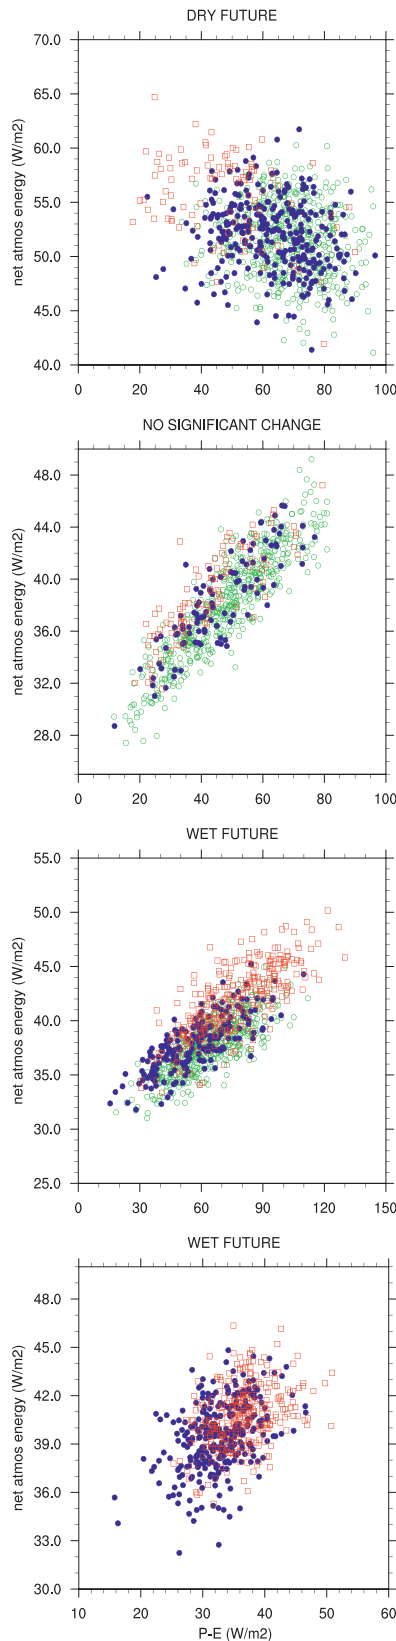 DRY FUTURE
70.0
65.0
60.0
55.0
50.0
45.0
40.0
net atmos energy (W/m2)
0 20 40 60 80 100
NO SIGNIFICANT CHANGE
48.0
44.0
40.0
36.0
32.0
28.0
net atmos energy (W/m2)
0 20 40 60 80 100
WET FUTURE
55.0
50.0
45.0
40.0
35.0
30.0
25.0
net atmos energy (W/m2)
0 30 60 90 120 150
WET FUTURE
48.0
45.0
42.0
39.0
36.0
33.0
30.0
net atmos energy (W/m2)
10 20 30 40 50 60
P-E (W/m2)